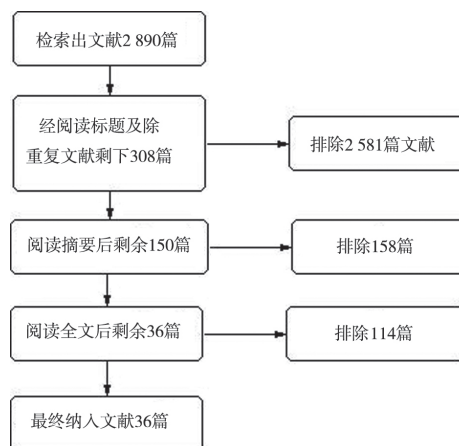 检索出文献2 890篇
经阅读标题及除
重复文献剩下308篇
排除2 581篇文献
阅读摘要后剩余150篇
排除158篇
阅读全文后剩余36篇
排除114篇
最终纳入文献36篇